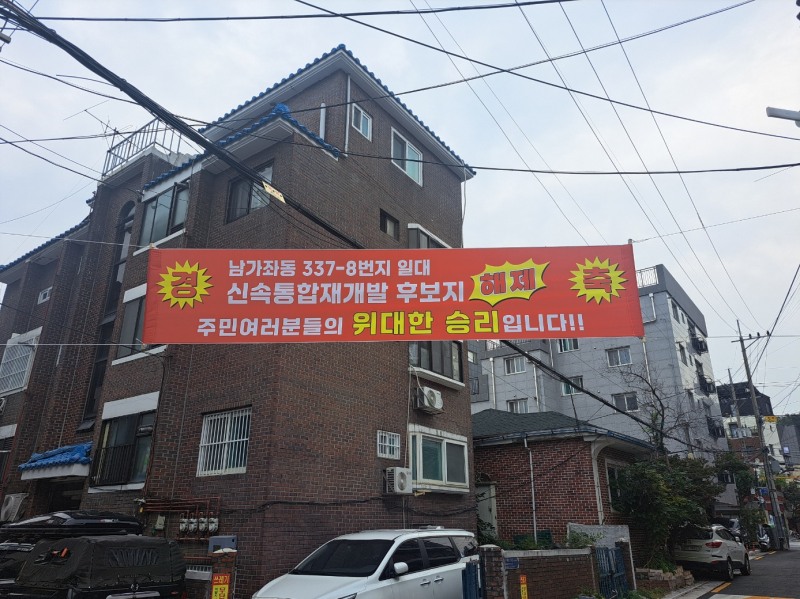 경
남가좌동 337-8번지 일대
신속통합재개발 후보지 해제
주민여러분들의 위대한 승리입니다!!
축